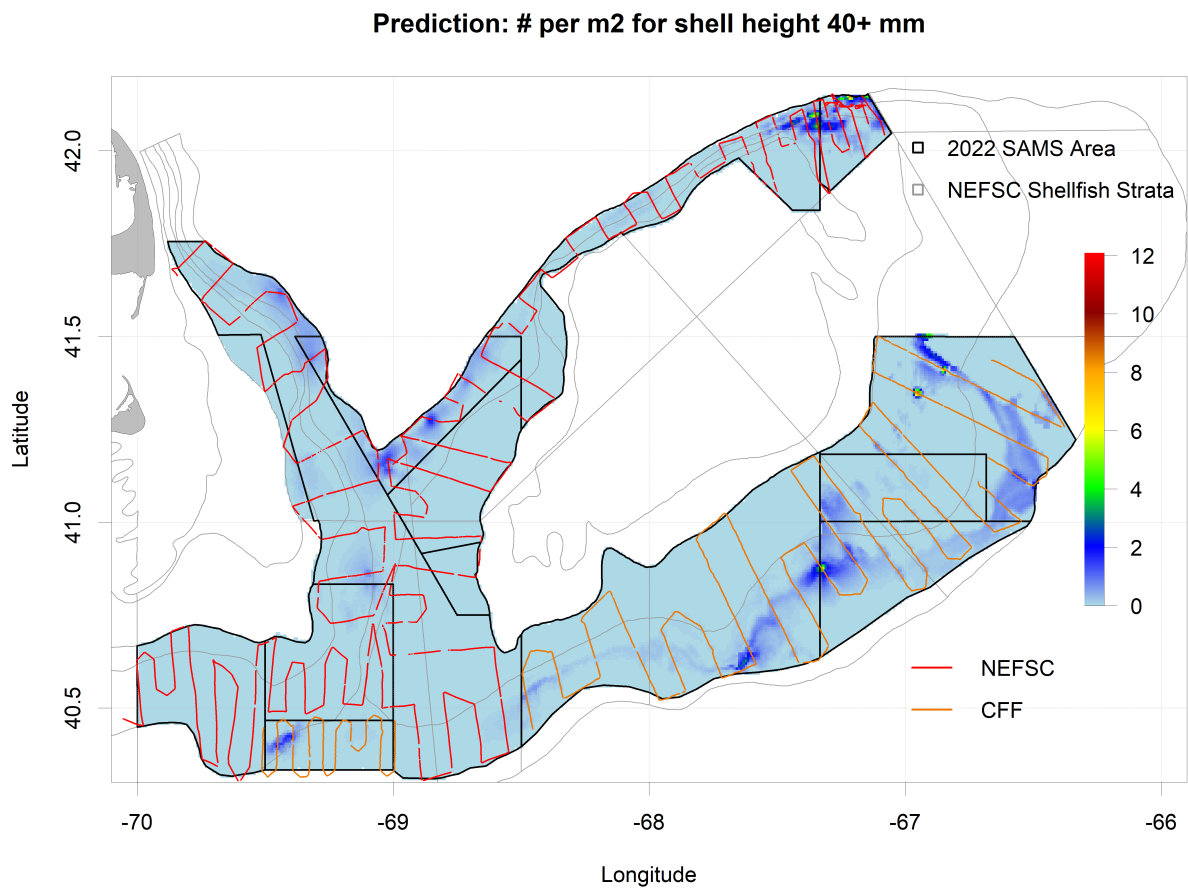 Prediction: # per m2 for shell height 40+ mm
2022 SAMS Area
NEFSC Shellfish Strata
12
10
8
6
4
2
0
NEFSC
CFF
Latitude
42.0
41.5
41.0
40.5
-70
-69
-68
-67
-66
Longitude